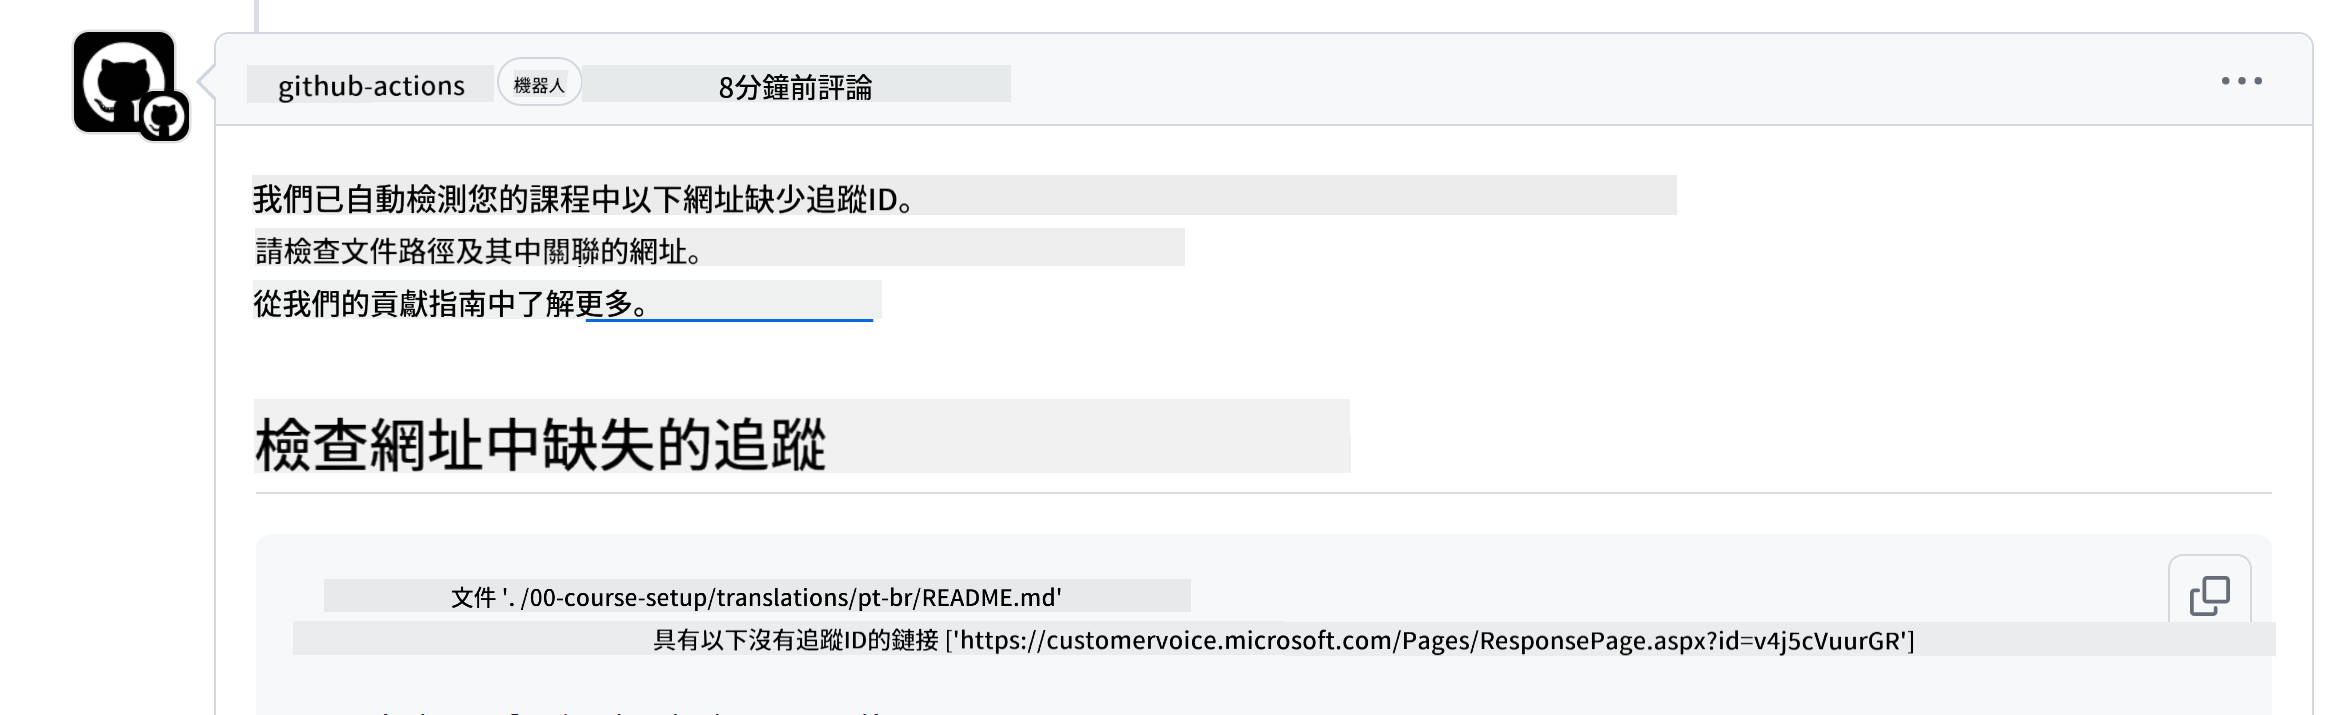 github-actions 機器人 8分鐘前評論
我們已自動檢測您的課程中以下網址缺少追蹤ID。
請檢查文件路徑及其中關聯的網址。
從我們的貢獻指南中了解更多。
檢查網址中缺失的追蹤
文件 './00-course-setup/translations/pt-br/README.md'
具有以下沒有追蹤ID的鏈接 ['https://customervoice.microsoft.com/Pages/ResponsePage.aspx?id=v4j5cVuurGR']